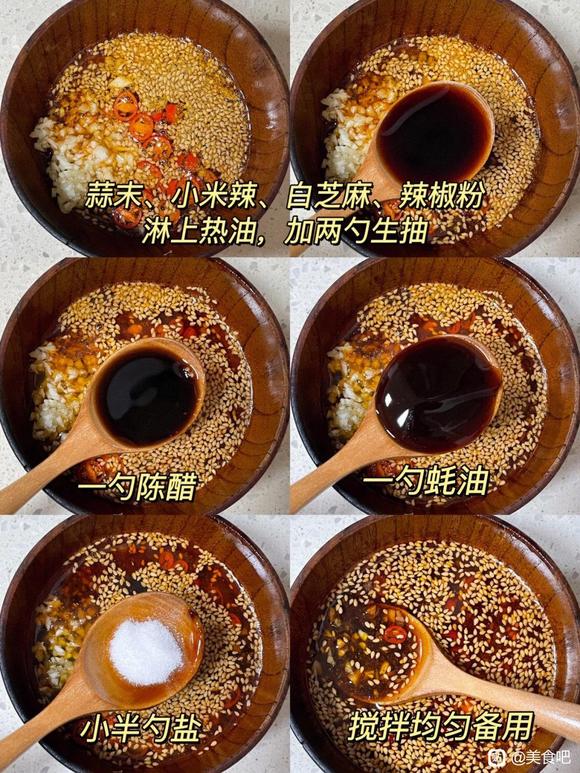 蒜末、小米辣、白芝麻、辣椒粉
淋上热油，加两勺生抽
一勺陈醋
一勺蚝油
小半勺盐
搅拌均匀备用
@美食吧